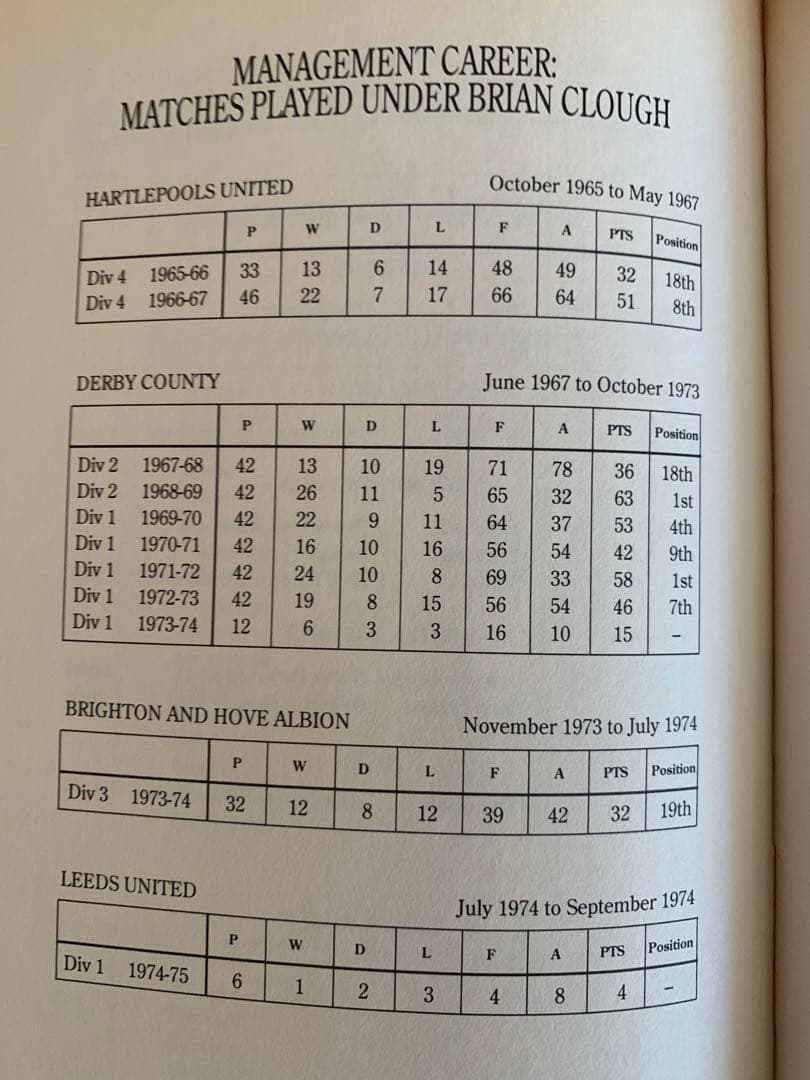 MANAGEMENT CAREER:
MATCHES PLAYED UNDER BRIAN CLOUGH
HARTLEPOOLS UNITED October 1965 to May 1967
P W D L F A PTS Position
Div 4 1965-66 33 13 6 14 48 49 32 18th
Div 4 1966-67 46 22 7 17 66 64 51 8th
DERBY COUNTY June 1967 to October 1973
P W D L F A PTS Position
Div 2 1967-68 42 13 10 19 71 78 36 18th
Div 2 1968-69 42 26 11 5 65 32 63 1st
Div 1 1969-70 42 22 9 11 64 37 53 4th
Div 1 1970-71 42 16 10 16 56 54 42 9th
Div 1 1971-72 42 24 10 8 69 33 58 1st
Div 1 1972-73 42 19 8 15 56 54 46 7th
Div 1 1973-74 12 6 3 3 16 10 15 –
BRIGHTON AND HOVE ALBION November 1973 to July 1974
P W D L F A PTS Position
Div 3 1973-74 32 12 8 12 39 42 32 19th
LEEDS UNITED July 1974 to September 1974
P W D L F A PTS Position
Div 1 1974-75 6 1 2 3 4 8 4 –